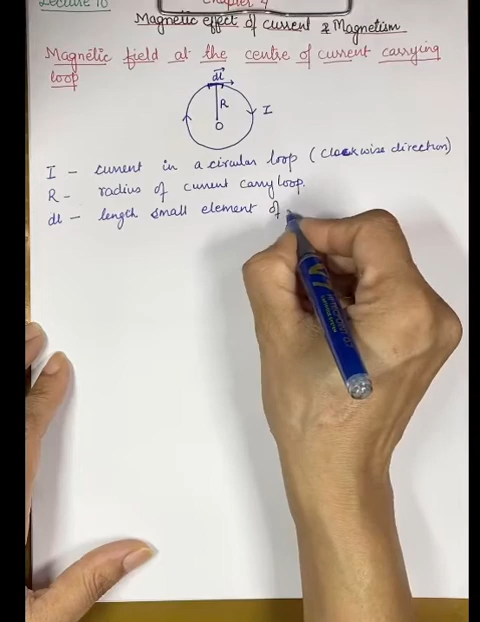 Lecture 10
Chapter 4
Magnetic effect of current & Magnetism
Magnetic field at the centre of current carrying
loop
dl
R
I
O
I - current in a circular loop (Clockwise direction)
R - radius of current carry loop.
dl - length small element of
V7